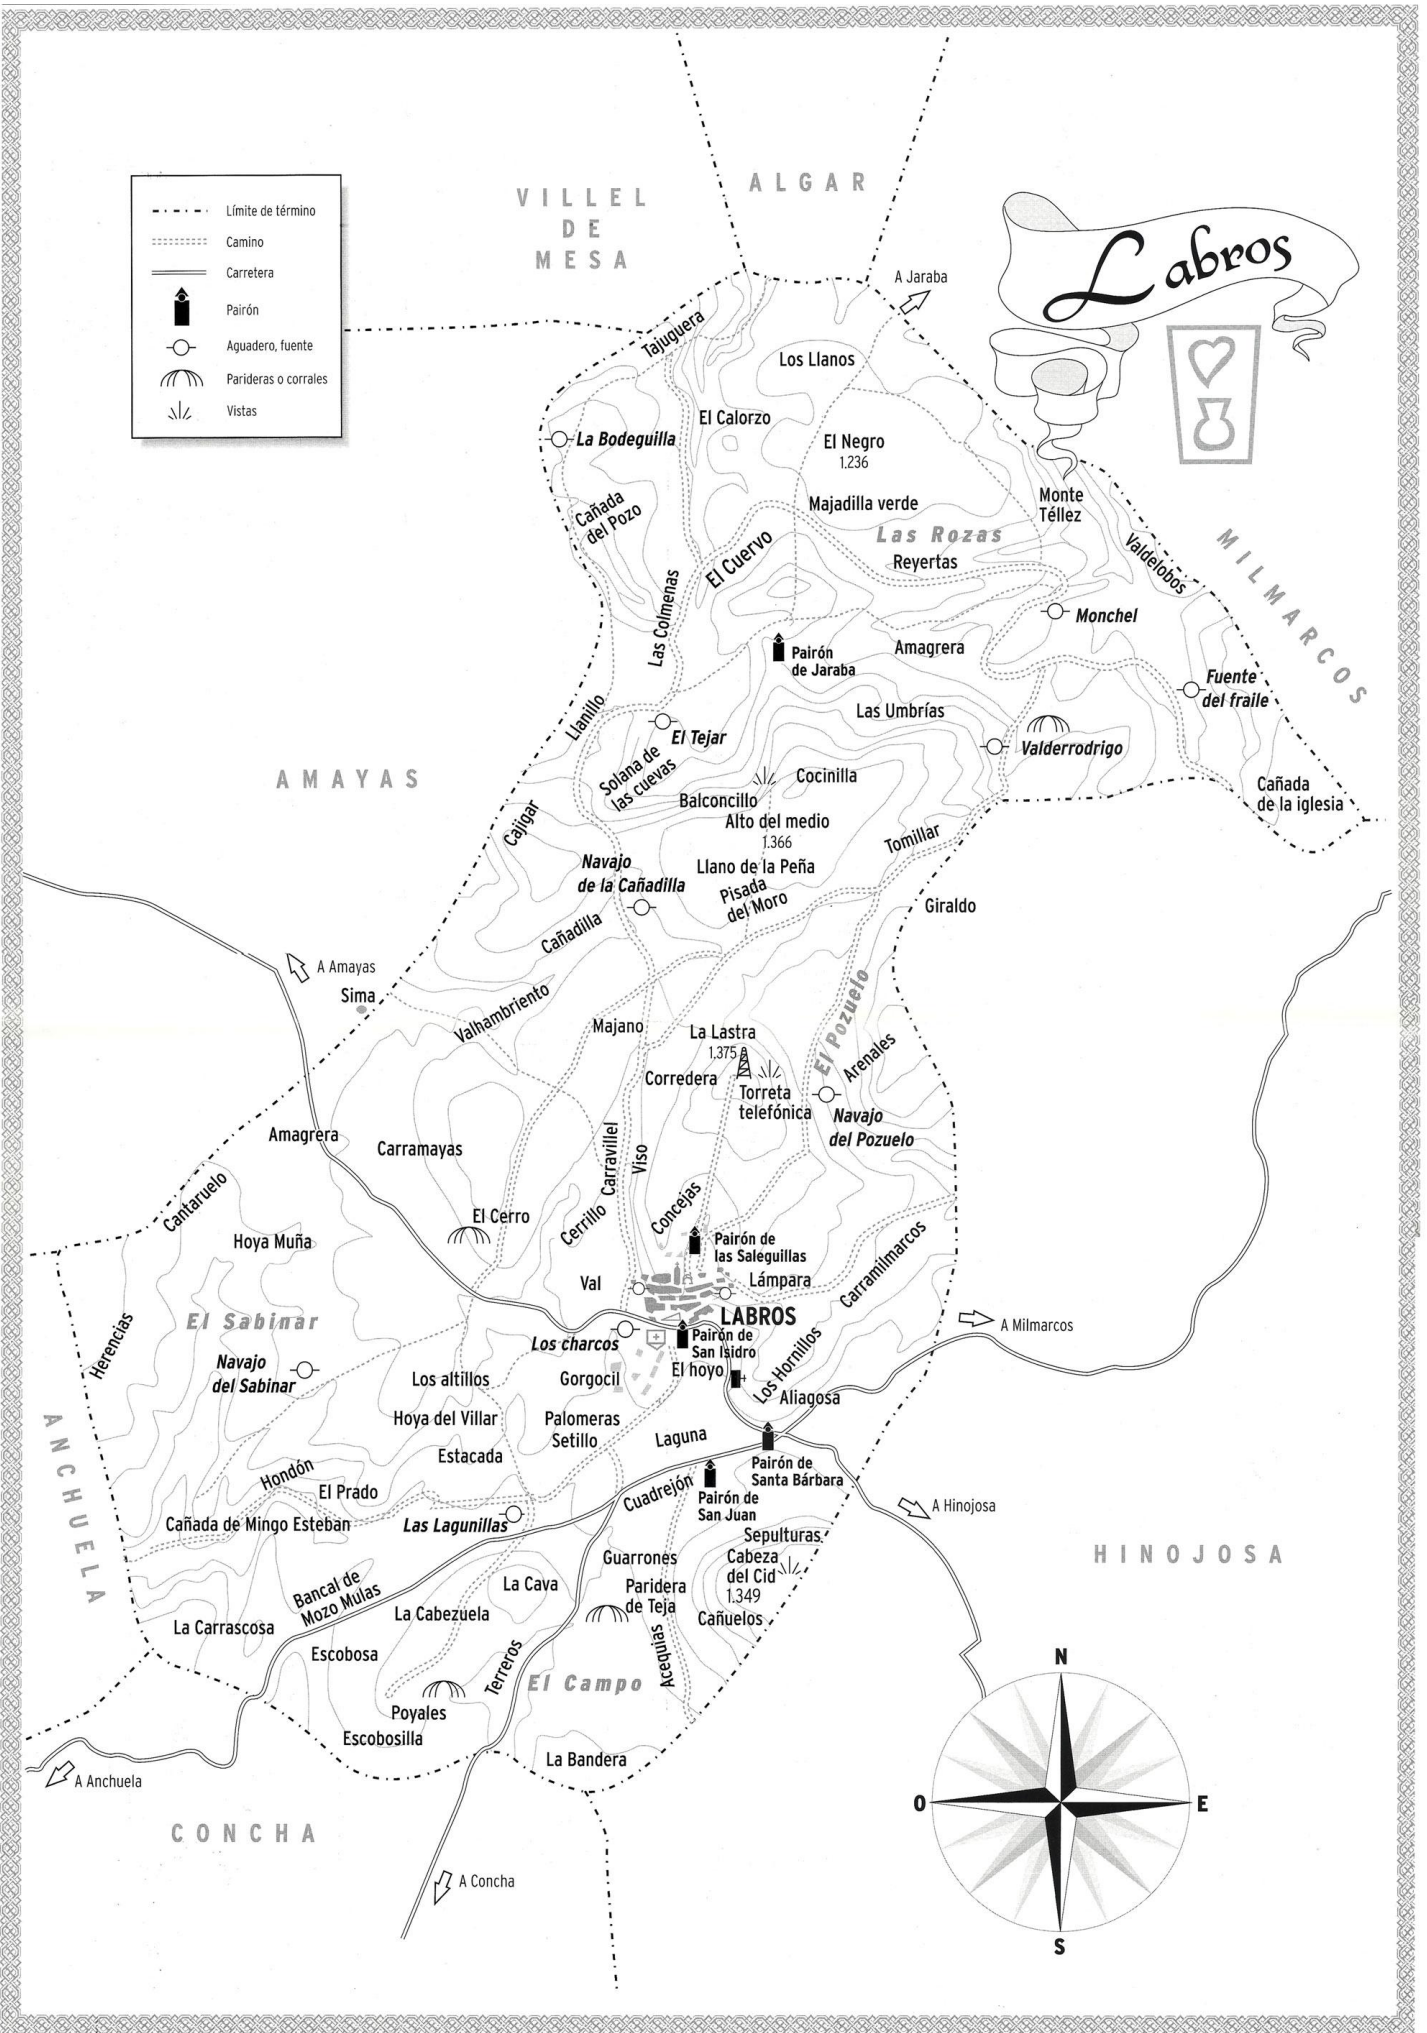 VILLEL
DE
MESA
ALGAR
Límite de término
Camino
Carretera
Pairón
Aguadero, fuente
Parideras o corrales
Vistas
Labros
A Jaraba
Tajuguera
Los Llanos
El Calorzo
La Bodeguilla
El Negro
1.236
Cañada
del Pozo
Majadilla verde
Monte
Téllez
Las Rozas
MILMARCOS
El Cuervo
Reyertas
Valdelobos
Las Colmenas
Monchel
Pairón
de Jaraba
Amagrera
Fuente
del fraile
Llanillo
Las Umbrías
El Tejar
Valderrodrigo
AMAYAS
Solana de
las cuevas
Cocinilla
Balconcillo
Cañada
de la iglesia
Cajigar
Alto del medio
1.366
Tomillar
Navajo
de la Cañadilla
Llano de la Peña
Pisada
del Moro
Giraldo
Cañadilla
A Amayas
Sima
Valhambriento
Majano
La Lastra
1.375
El Pozuelo
Arenales
Corredera
Torreta
telefónica
Navajo
del Pozuelo
Amagrera
Carramayas
Carravillel
Viso
Cantaruelo
Concejas
El Cerro
Cerrillo
Hoya Muña
Pairón de
las Saleguillas
Carramilmarcos
Val
Lámpara
LABROS
El Sabinar
Herencias
A Milmarcos
Los charcos
Pairón de
San Isidro
El hoyo
Los Hornillos
Navajo
del Sabinar
Los altillos
Gorgocil
Aliagosa
ANCHUELA
Hoya del Villar
Palomeras
Setillo
Laguna
Estacada
Hondón
Pairón de
Santa Bárbara
El Prado
Cuadrejón
Pairón de
San Juan
A Hinojosa
Cañada de Mingo Esteban
Las Lagunillas
Sepulturas
HINOJOSA
Guarrones
Cabeza
del Cid
1.349
Bancal de
Mozo Mulas
La Cava
Paridera
de Teja
La Cabezuela
Cañuelos
La Carrascosa
Escobosa
Acequias
Terreros
El Campo
Poyales
Escobosilla
La Bandera
A Anchuela
CONCHA
A Concha
N
O
E
S